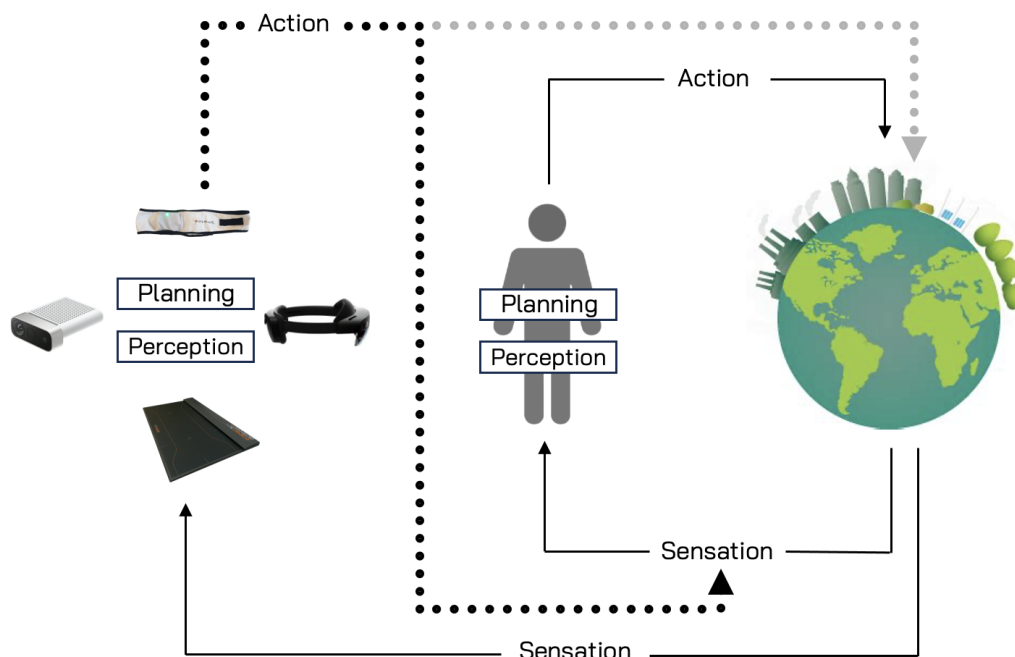 Action
Action
Planning
Perception
Planning
Perception
Sensation
Sensation